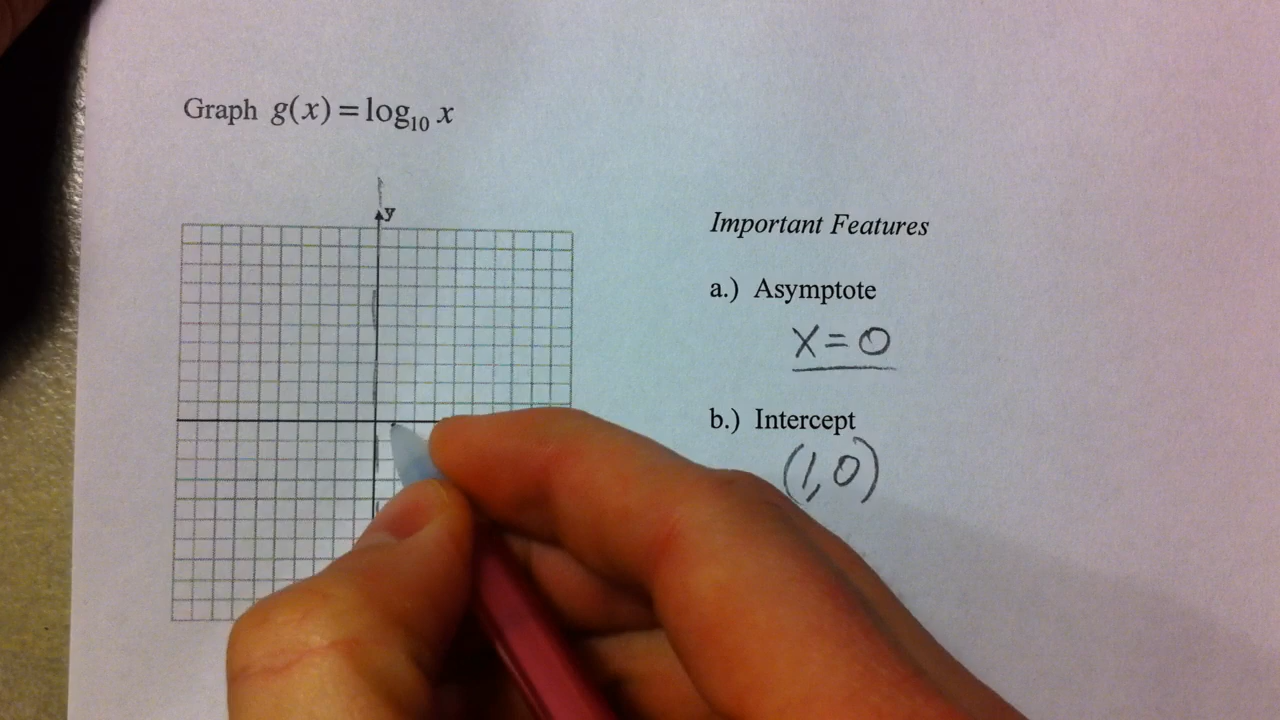 Graph g(x) = log₁₀ x
y
Important Features
a.) Asymptote
x = 0
b.) Intercept
(1, 0)